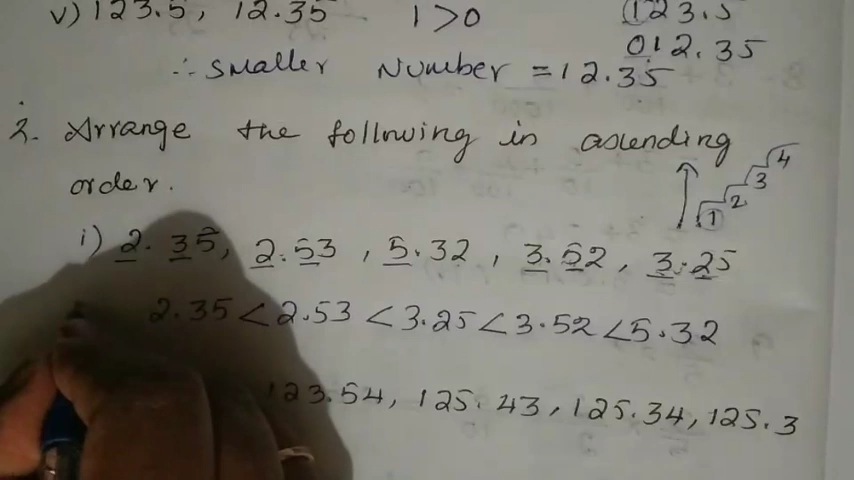 v) 123.5, 12.35 1 > 0 123.5
012.35
∴ smaller Number = 12.35
2. Arrange the following in ascending
order. 1 2 3 4
i) 2.35, 2.53, 5.32, 3.52, 3.25
2.35 < 2.53 < 3.25 < 3.52 < 5.32
123.54, 125.43, 125.34, 125.3